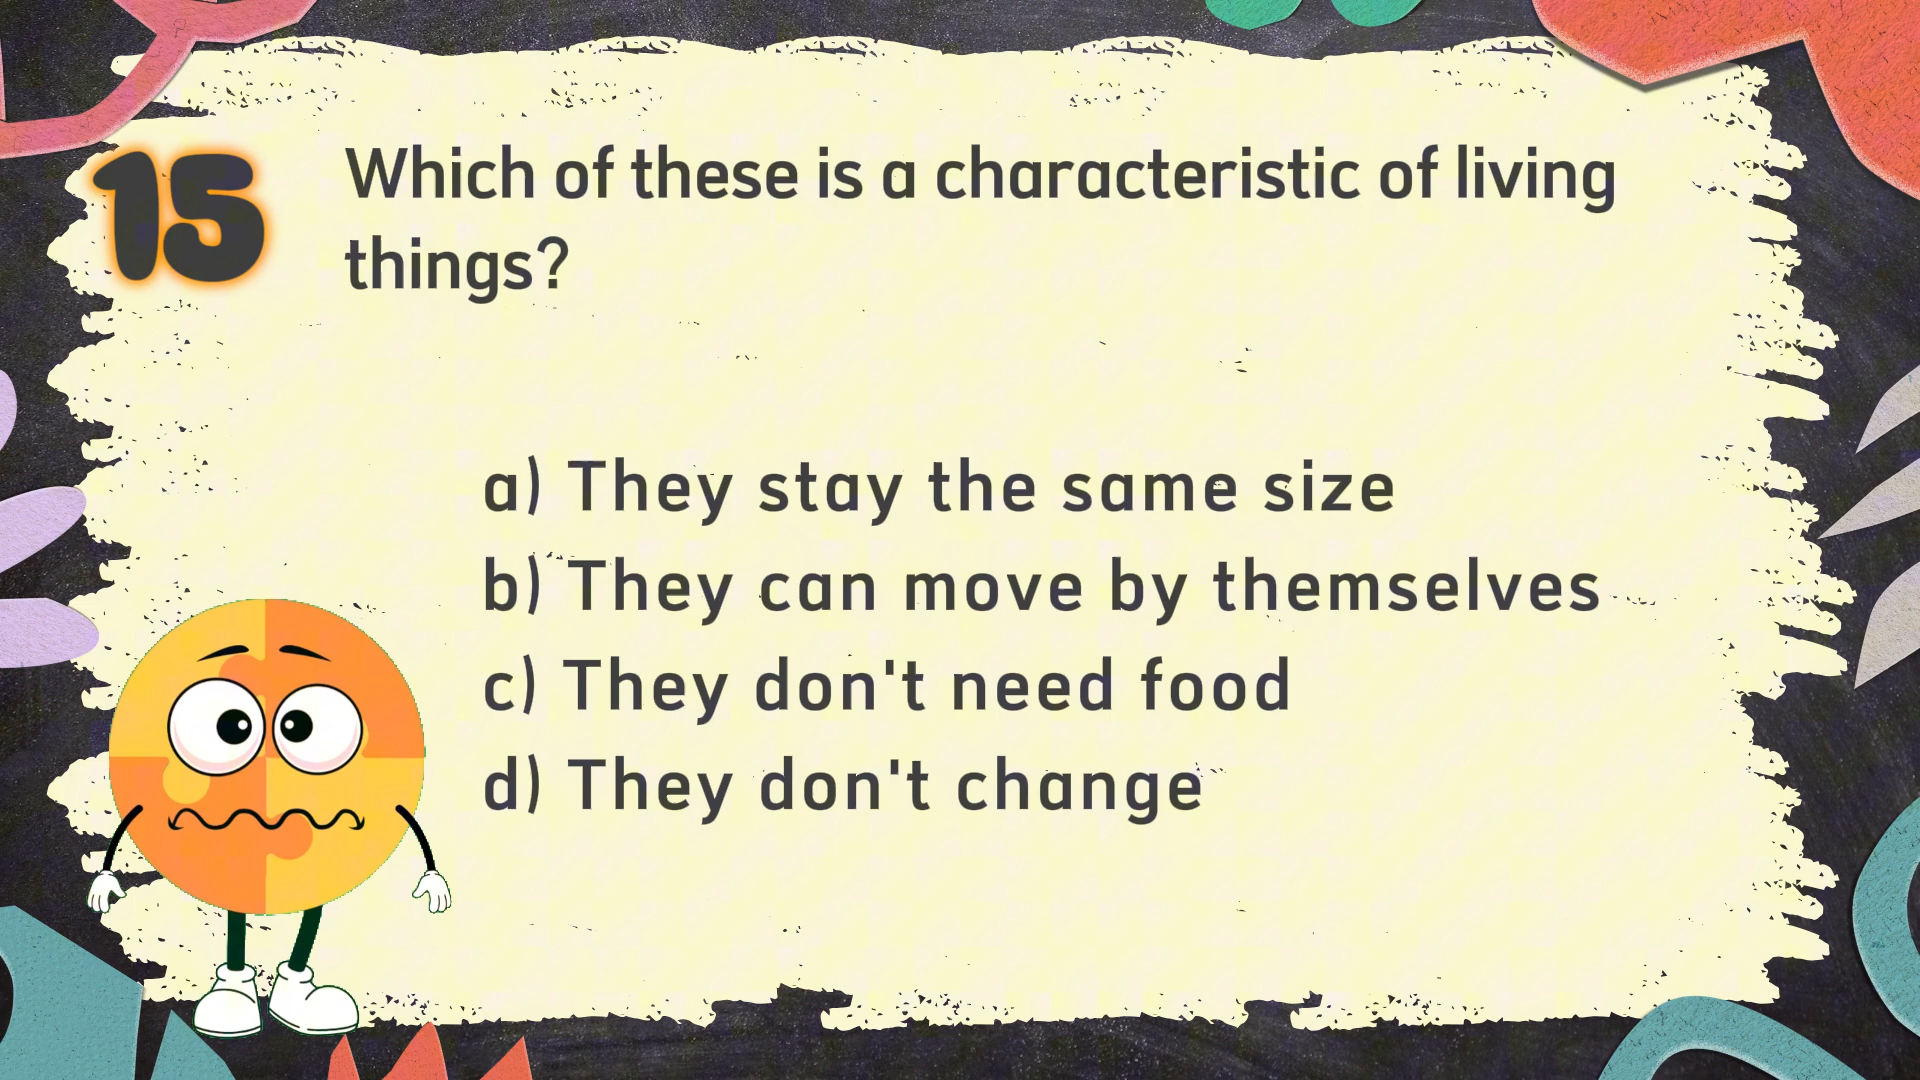 15
Which of these is a characteristic of living
things?
a) They stay the same size
b) They can move by themselves
c) They don't need food
d) They don't change